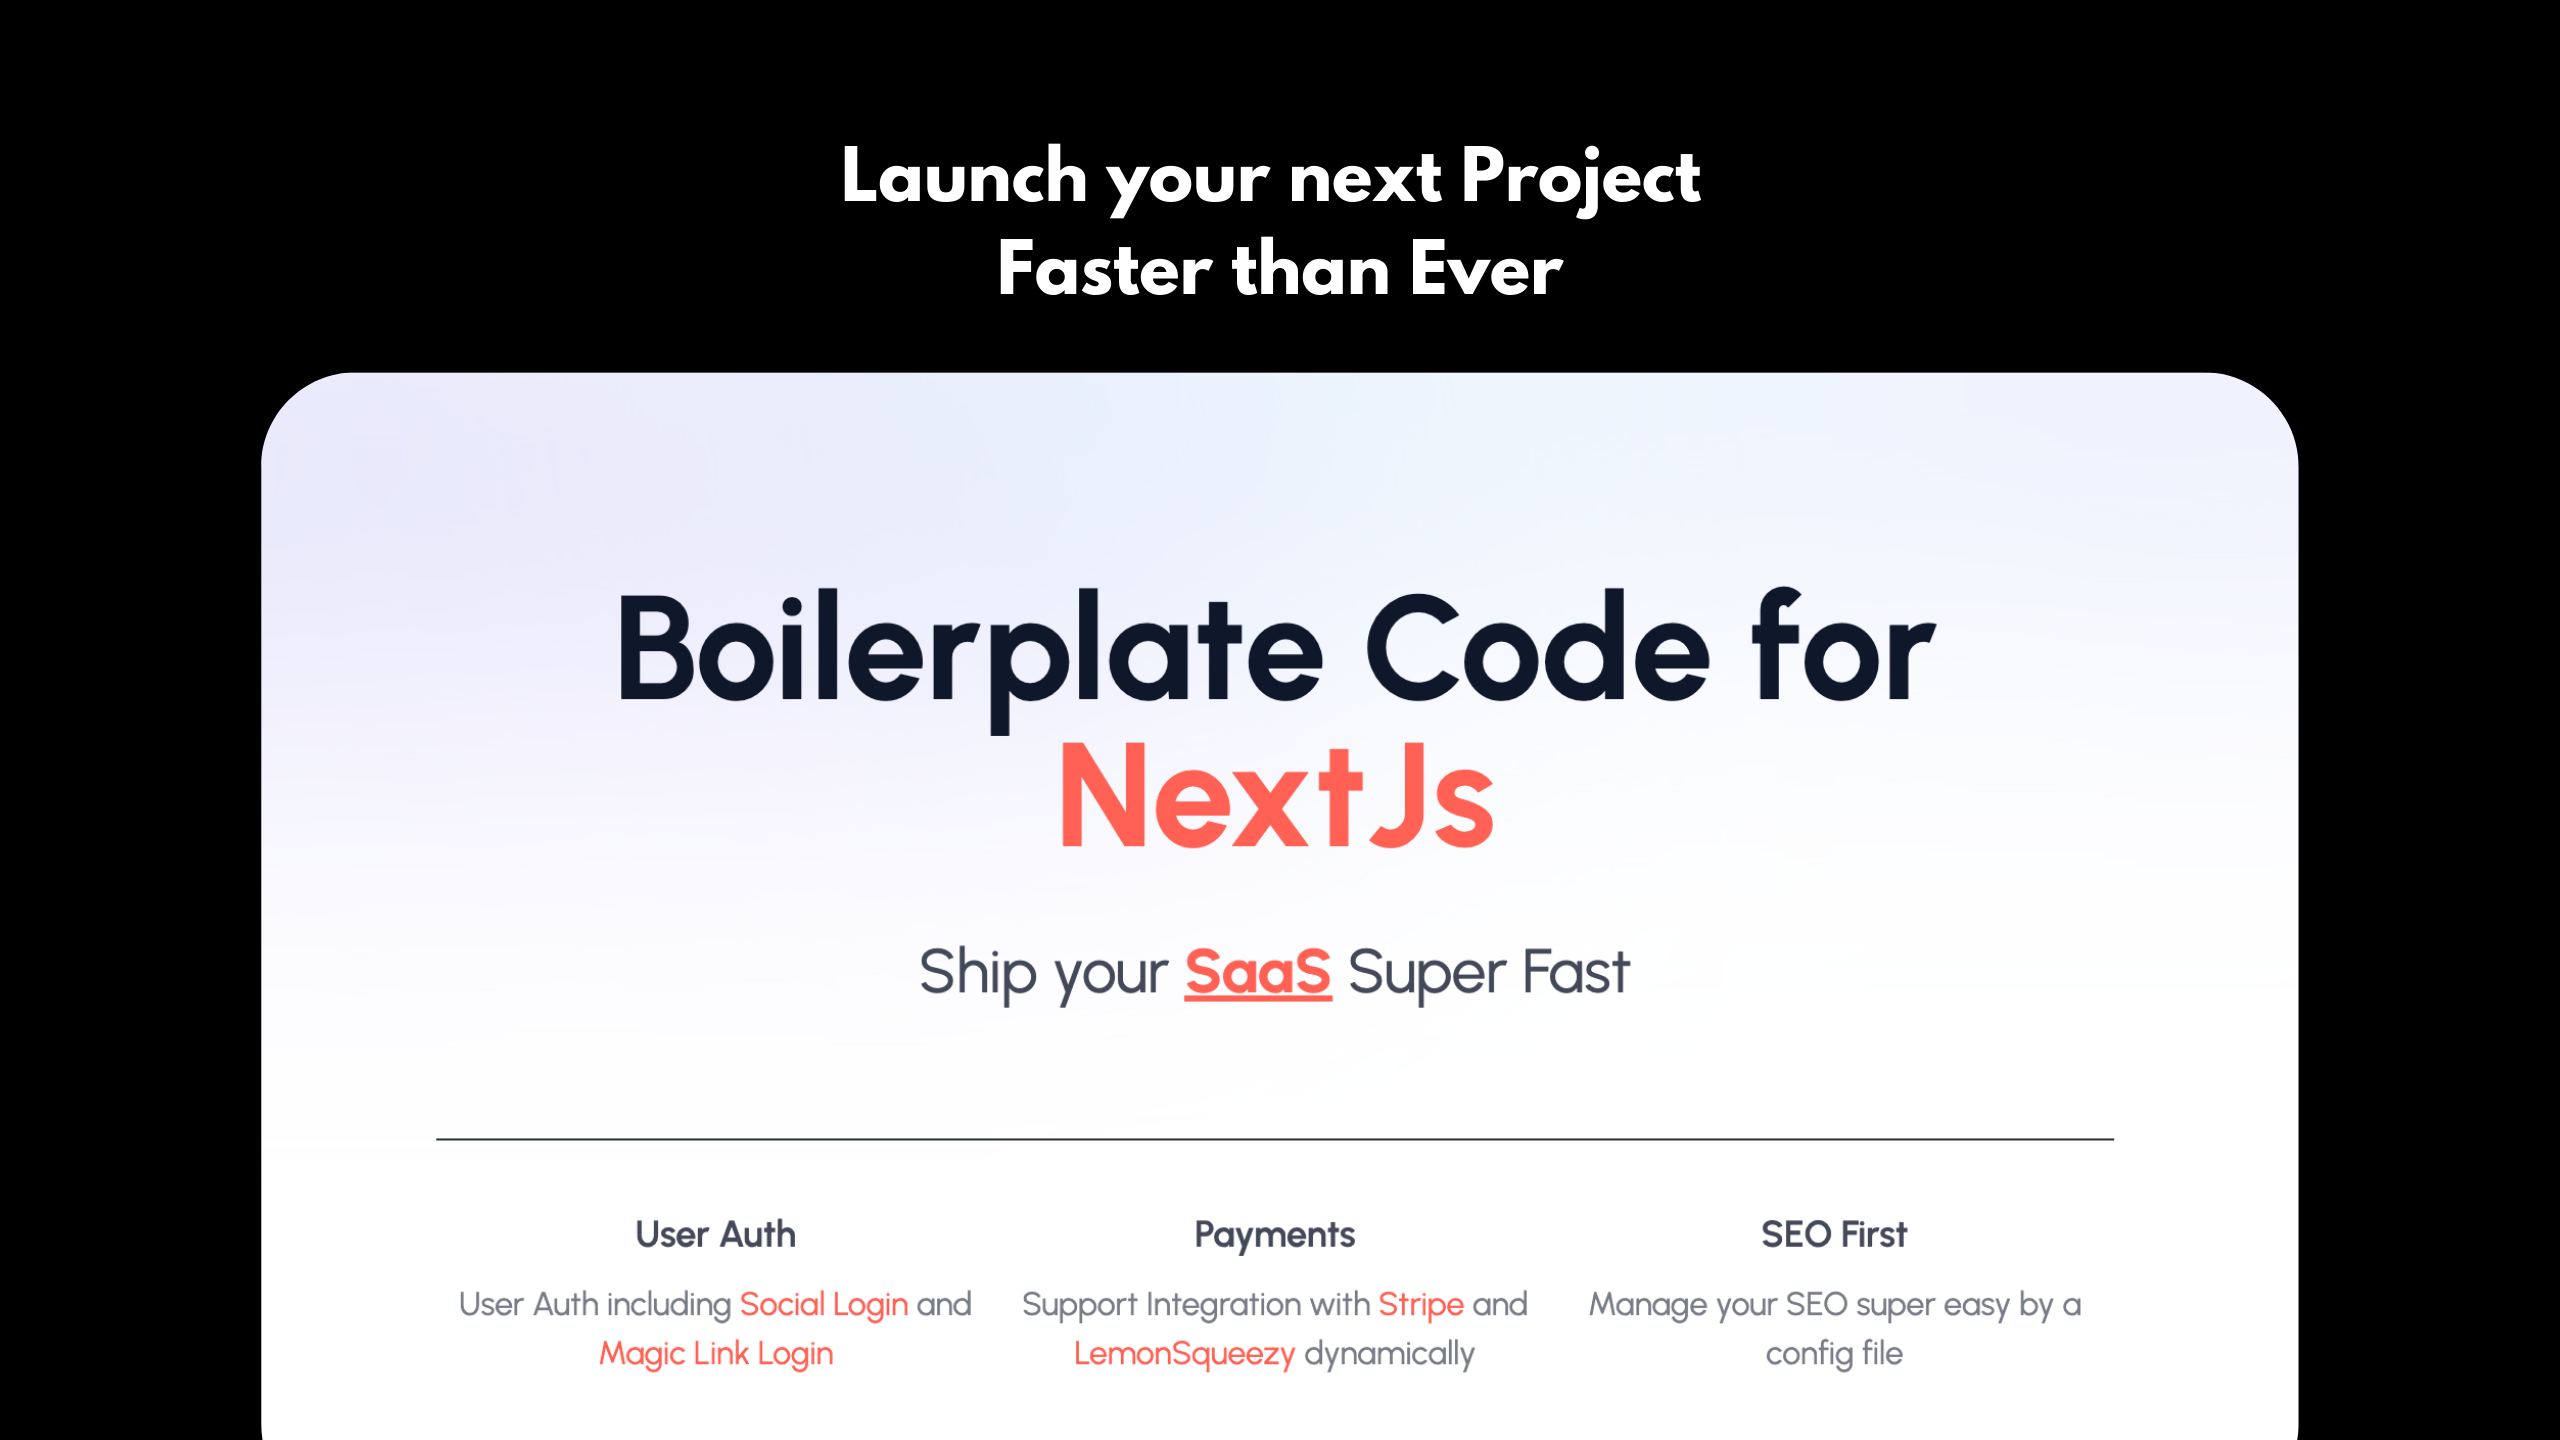 Launch your next Project
Faster than Ever
Boilerplate Code for
NextJs
Ship your SaaS Super Fast
User Auth
User Auth including Social Login and
Magic Link Login
Payments
Support Integration with Stripe and
LemonSqueezy dynamically
SEO First
Manage your SEO super easy by a
config file